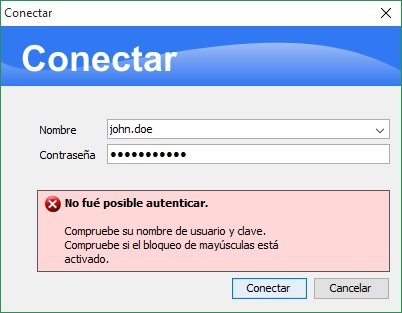 Conectar
Conectar
Nombre
john.doe
Contraseña
●●●●●●●●●●●
No fué posible autenticar.
Compruebe su nombre de usuario y clave.
Compruebe si el bloqueo de mayúsculas está
activado.
Conectar
Cancelar